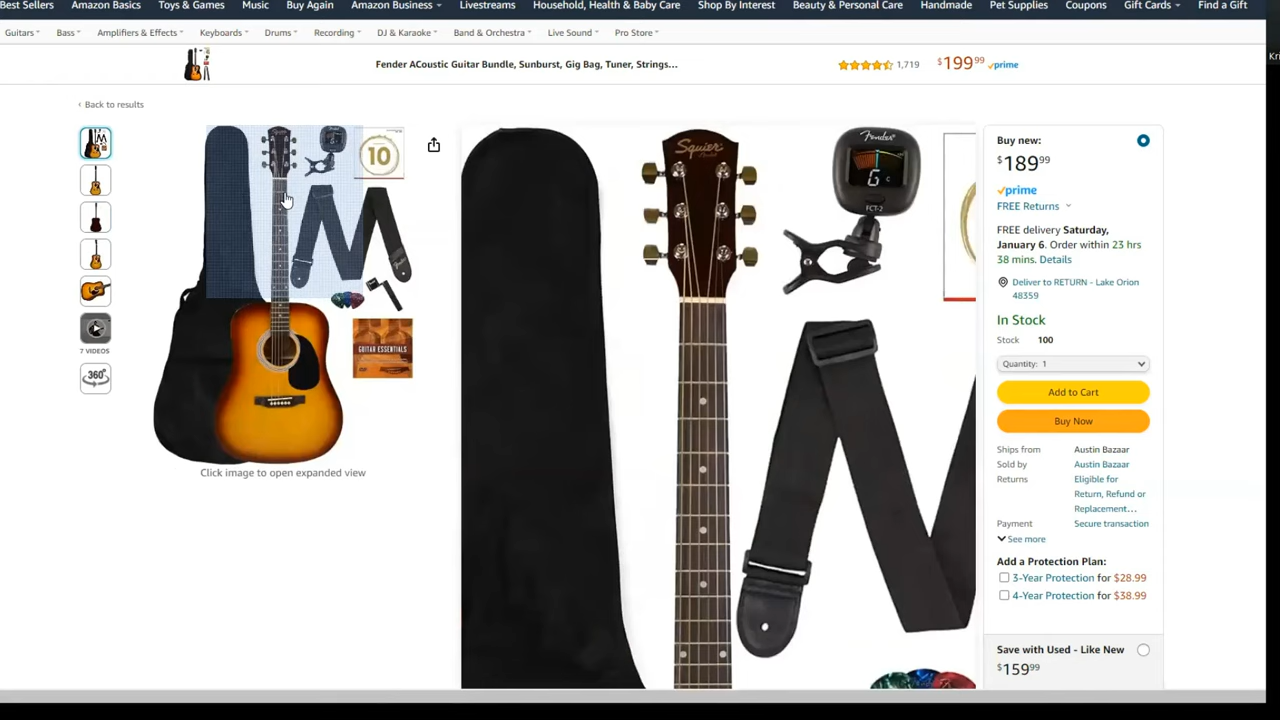 Best Sellers Amazon Basics Toys & Games Music Buy Again Amazon Business Livestreams Household, Health & Baby Care Shop By Interest Beauty & Personal Care Handmade Pet Supplies Coupons Gift Cards Find a Gift
Guitars Bass Amplifiers & Effects Keyboards Drums Recording DJ & Karaoke Band & Orchestra Live Sound Pro Store
Fender ACoustic Guitar Bundle, Sunburst, Gig Bag, Tuner, Strings... 1,719 $19999 prime
‹ Back to results
10
GUITAR ESSENTIALS
7 VIDEOS
360°
Click image to open expanded view
Squier
Fender
G
FCT-2
Buy new:
$18999
prime
FREE Returns
FREE delivery Saturday,
January 6. Order within 23 hrs
38 mins. Details
Deliver to RETURN - Lake Orion
48359
In Stock
Stock 100
Quantity: 1
Add to Cart
Buy Now
Ships from Austin Bazaar
Sold by Austin Bazaar
Returns Eligible for
Return, Refund or
Replacement...
Payment Secure transaction
See more
Add a Protection Plan:
3-Year Protection for $28.99
4-Year Protection for $38.99
Save with Used - Like New
$15999